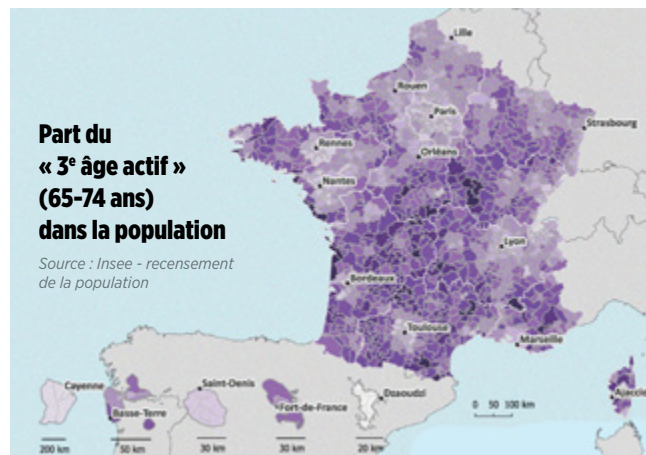 Part du
« 3e âge actif »
(65-74 ans)
dans la population
Source : Insee - recensement
de la population
Lille
Rouen
Paris
Strasbourg
Rennes
Orléans
Nantes
Lyon
Bordeaux
Toulouse
Marseille
Cayenne
Saint-Denis
Dzaoudzi
Basse-Terre
Fort-de-France
0 50 100 km
Ajaccio
200 km
50 km
30 km
30 km
20 km